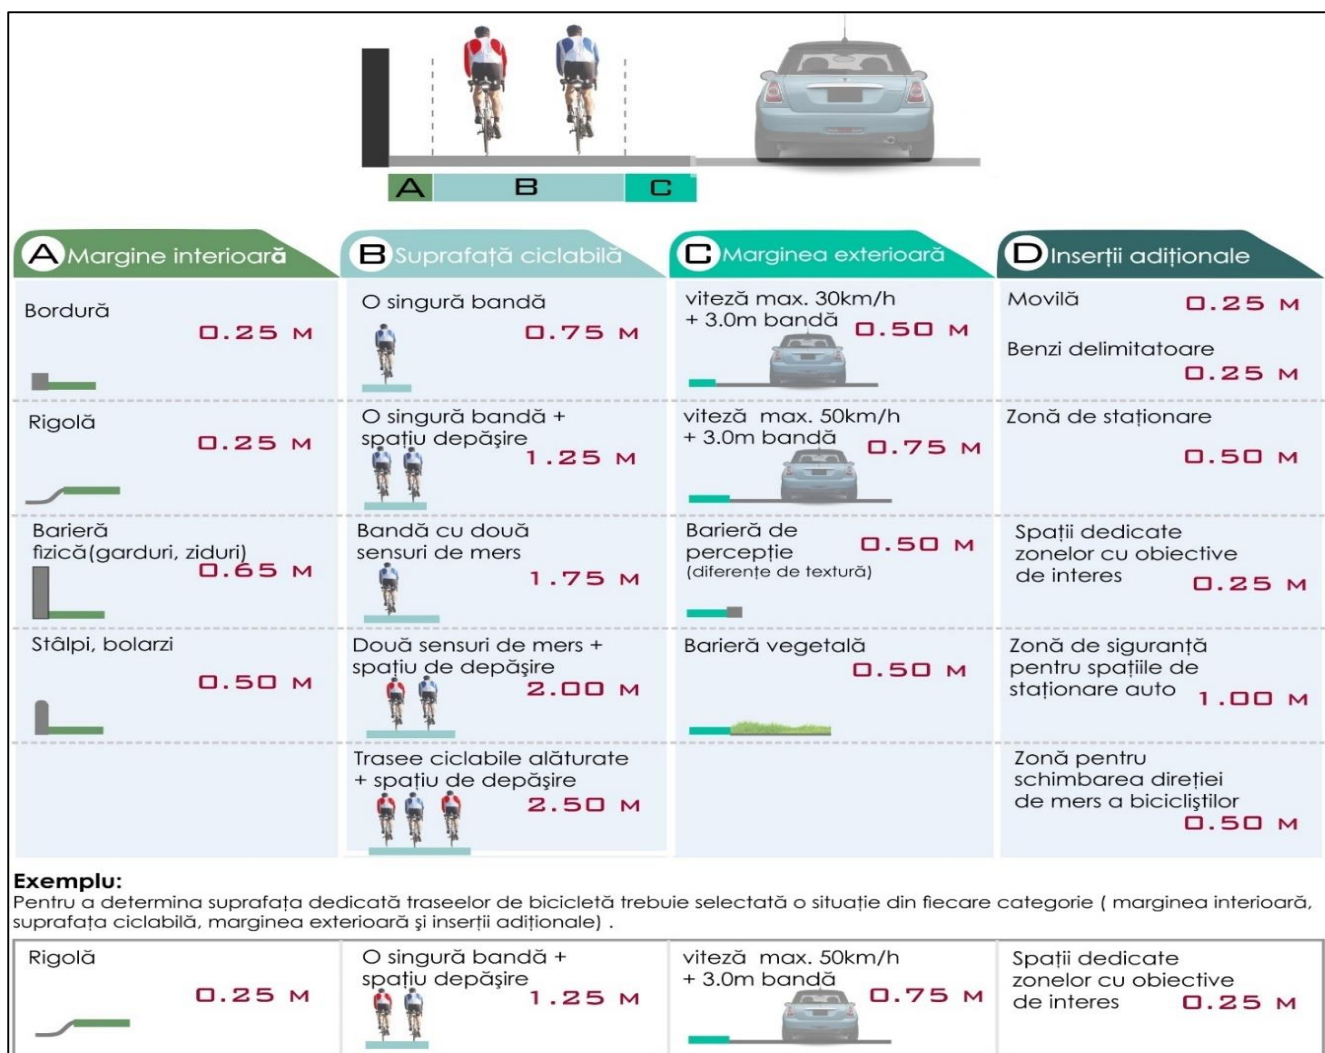 A B C
A Margine interioară
B Suprafață ciclabilă
C Marginea exterioară
D Inserții adiționale
Bordură
0.25 M
O singură bandă
0.75 M
viteză max. 30km/h
+ 3.0m bandă 0.50 M
Movilă 0.25 M
Benzi delimitatoare
0.25 M
Rigolă
0.25 M
O singură bandă +
spațiu depășire
1.25 M
viteză max. 50km/h
+ 3.0m bandă 0.75 M
Zonă de staționare
0.50 M
Barieră
fizică(garduri, ziduri)
0.65 M
Bandă cu două
sensuri de mers
1.75 M
Barieră de
percepție 0.50 M
(diferențe de textură)
Spații dedicate
zonelor cu obiective
de interes 0.25 M
Stâlpi, bolarzi
0.50 M
Două sensuri de mers +
spațiu de depășire
2.00 M
Barieră vegetală
0.50 M
Zonă de siguranță
pentru spațiile de
staționare auto 1.00 M
Trasee ciclabile alăturate
+ spațiu de depășire
2.50 M
Zonă pentru
schimbarea direției
de mers a bicicliștilor
0.50 M
Exemplu:
Pentru a determina suprafața dedicată traseelor de bicicletă trebuie selectată o situație din fiecare categorie ( marginea interioară,
suprafața ciclabilă, marginea exterioară și inserții adiționale) .
Rigolă
0.25 M
O singură bandă +
spațiu depășire
1.25 M
viteză max. 50km/h
+ 3.0m bandă 0.75 M
Spații dedicate
zonelor cu obiective
de interes 0.25 M